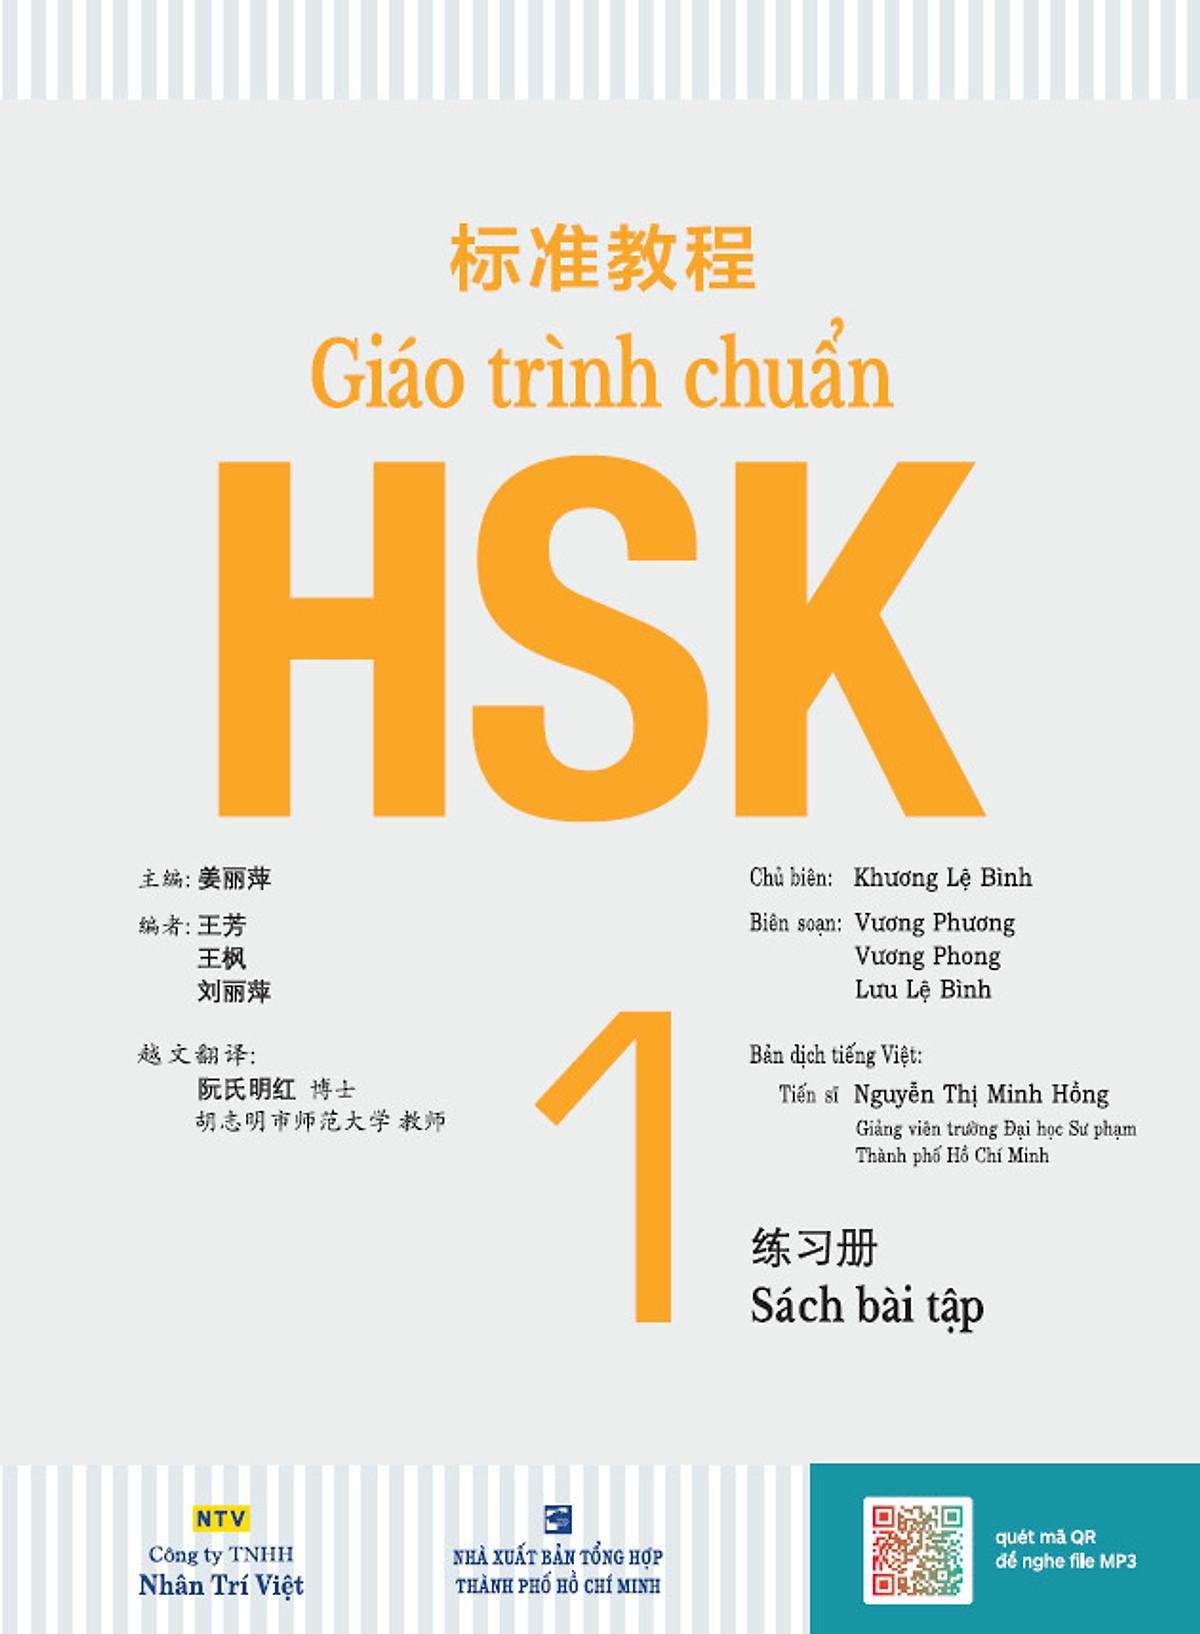 标准教程
Giáo trình chuẩn
HSK
主编: 姜丽萍
编者: 王芳
王枫
刘丽萍
越文翻译:
阮氏明红 博士
胡志明市师范大学 教师
Chủ biên: Khương Lệ Bình
Biên soạn: Vương Phương
Vương Phong
Lưu Lệ Bình
Bản dịch tiếng Việt:
Tiến sĩ Nguyễn Thị Minh Hồng
Giảng viên trường Đại học Sư phạm
Thành phố Hồ Chí Minh
1
练习册
Sách bài tập
NTV
Công ty TNHH
Nhân Trí Việt
NHÀ XUẤT BẢN TỔNG HỢP
THÀNH PHỐ HỒ CHÍ MINH
quét mã QR
để nghe file MP3